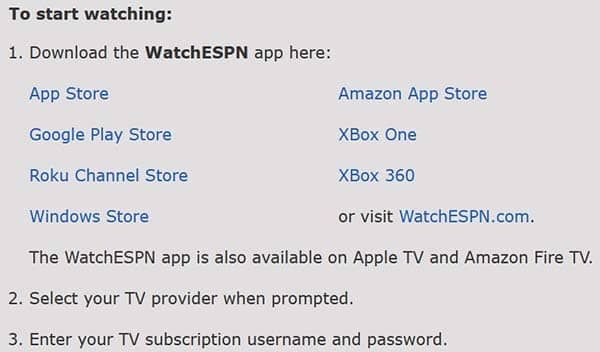 To start watching:
1. Download the WatchESPN app here:
App Store
Amazon App Store
Google Play Store
XBox One
Roku Channel Store
XBox 360
Windows Store
or visit WatchESPN.com.
The WatchESPN app is also available on Apple TV and Amazon Fire TV.
2. Select your TV provider when prompted.
3. Enter your TV subscription username and password.